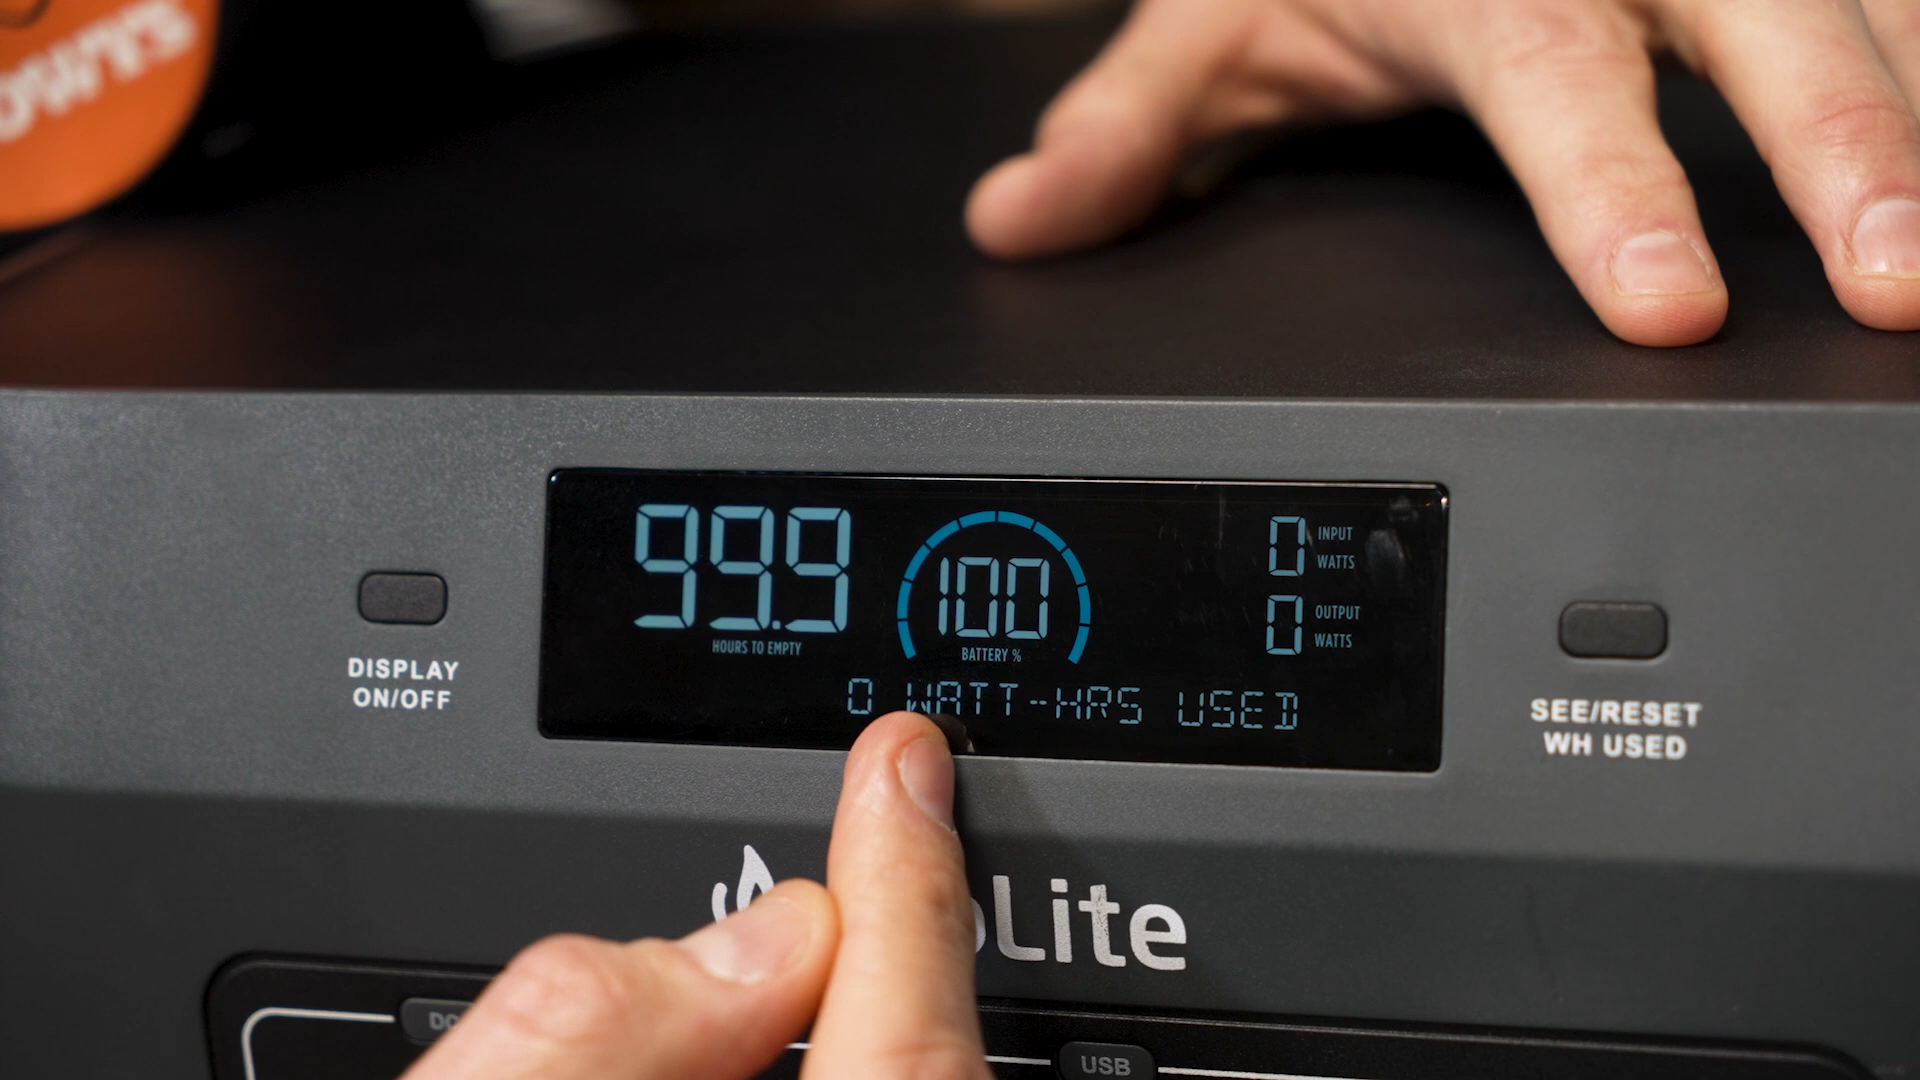 99.9
HOURS TO EMPTY
100
BATTERY %
0 INPUT WATTS
0 OUTPUT WATTS
0 WATT-HRS USED
DISPLAY
ON/OFF
SEE/RESET
WH USED
Lite
DC
USB